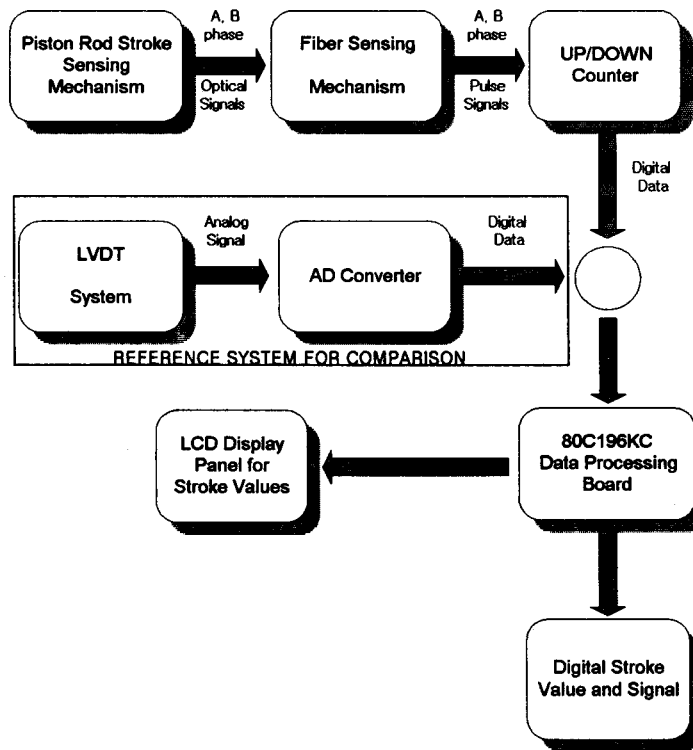 Piston Rod Stroke
Sensing
Mechanism
A, B
phase
Optical
Signals
Fiber Sensing
Mechanism
A, B
phase
Pulse
Signals
UP/DOWN
Counter
Digital
Data
LVDT
System
Analog
Signal
AD Converter
Digital
Data
REFERENCE SYSTEM FOR COMPARISON
LCD Display
Panel for
Stroke Values
80C196KC
Data Processing
Board
Digital Stroke
Value and Signal